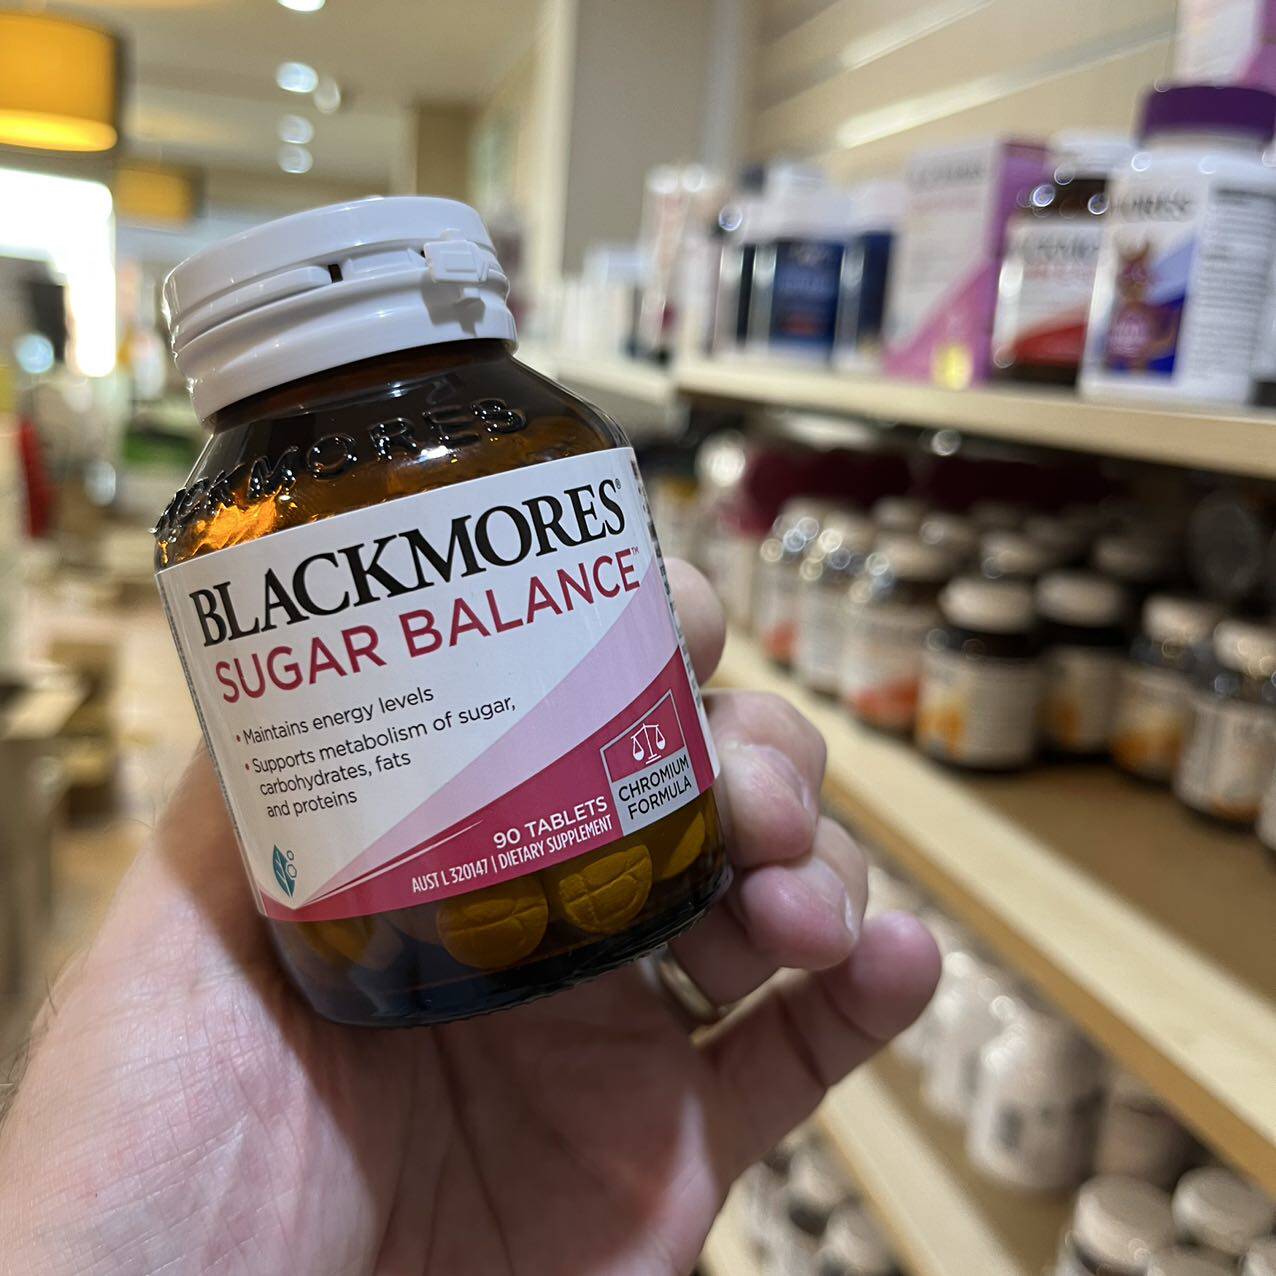 BLACKMORES
BLACKMORES®
SUGAR BALANCE™
• Maintains energy levels
• Supports metabolism of sugar,
carbohydrates, fats
and proteins
CHROMIUM
FORMULA
90 TABLETS
AUST L 320147 | DIETARY SUPPLEMENT